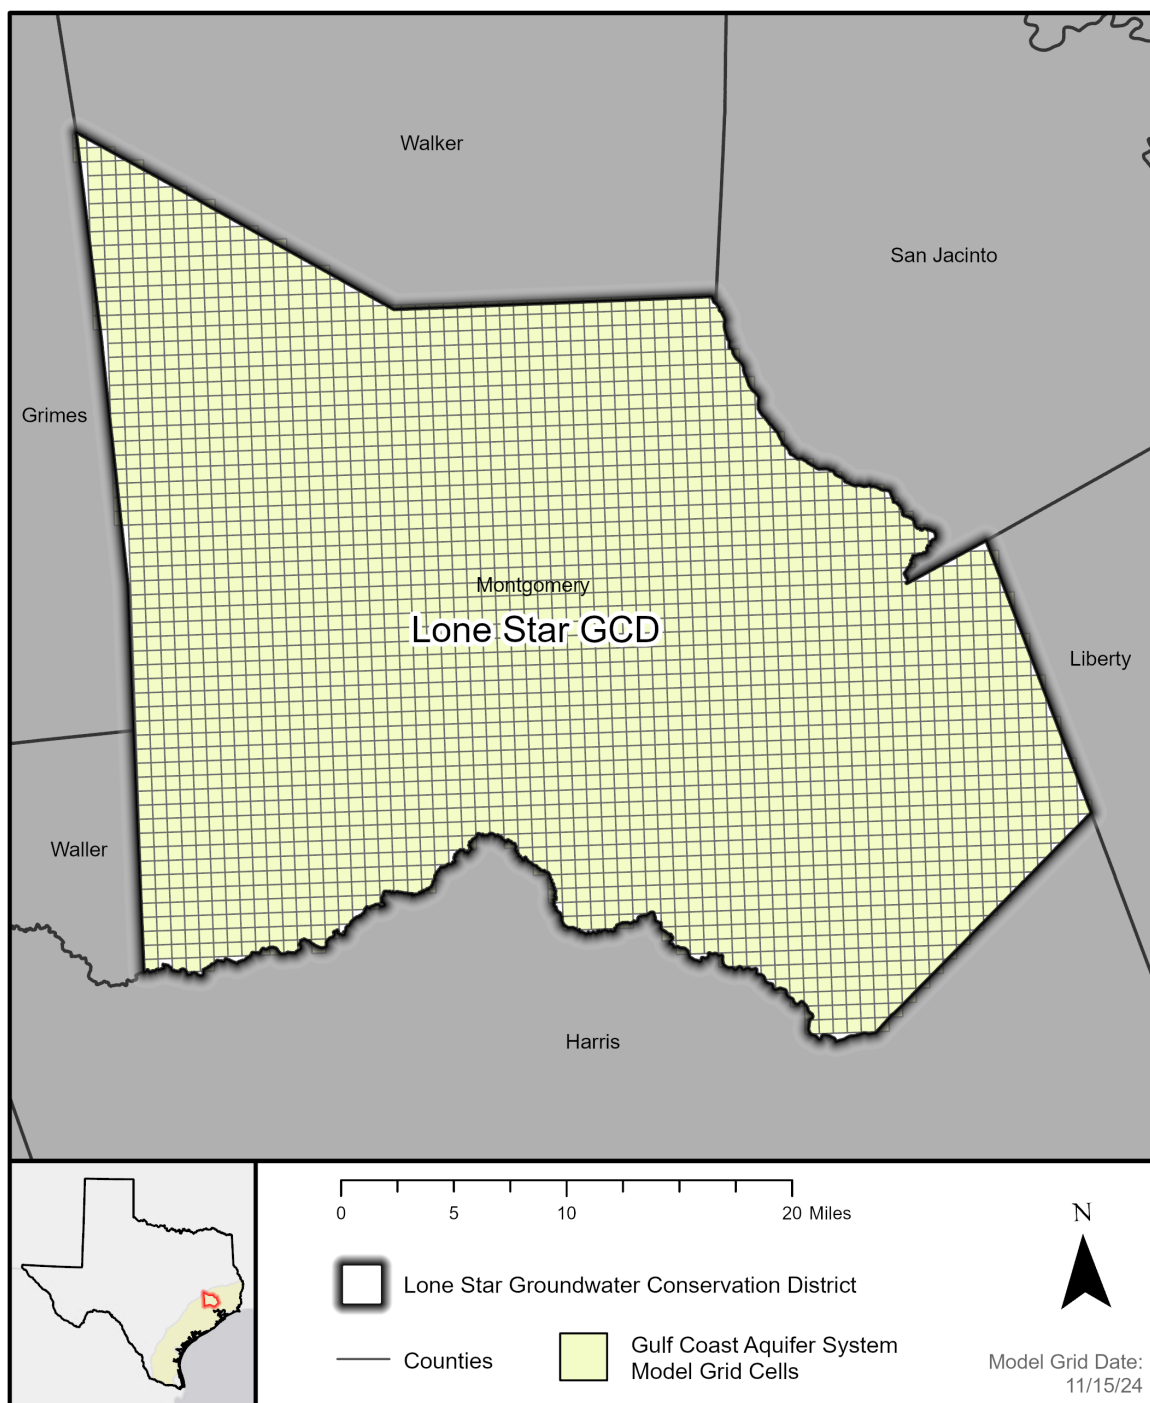 Walker
San Jacinto
Grimes
Montgomery
Lone Star GCD
Liberty
Waller
Harris
0 5 10 20 Miles
N
Lone Star Groundwater Conservation District
Counties
Gulf Coast Aquifer System
Model Grid Cells
Model Grid Date:
11/15/24